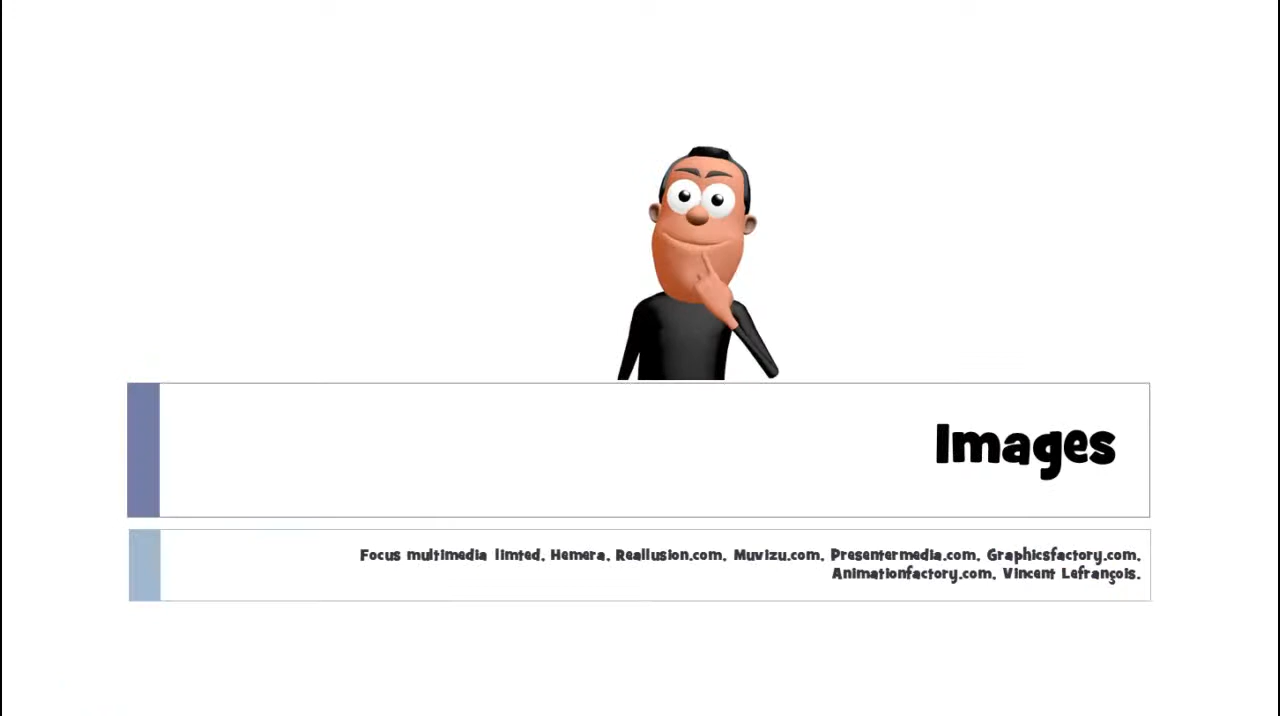 Images
Focus multimedia limted, Hemera, Reallusion.com, Muvizu.com, Presentermedia.com, Graphicsfactory.com,
Animationfactory.com, Vincent Lefrançois.